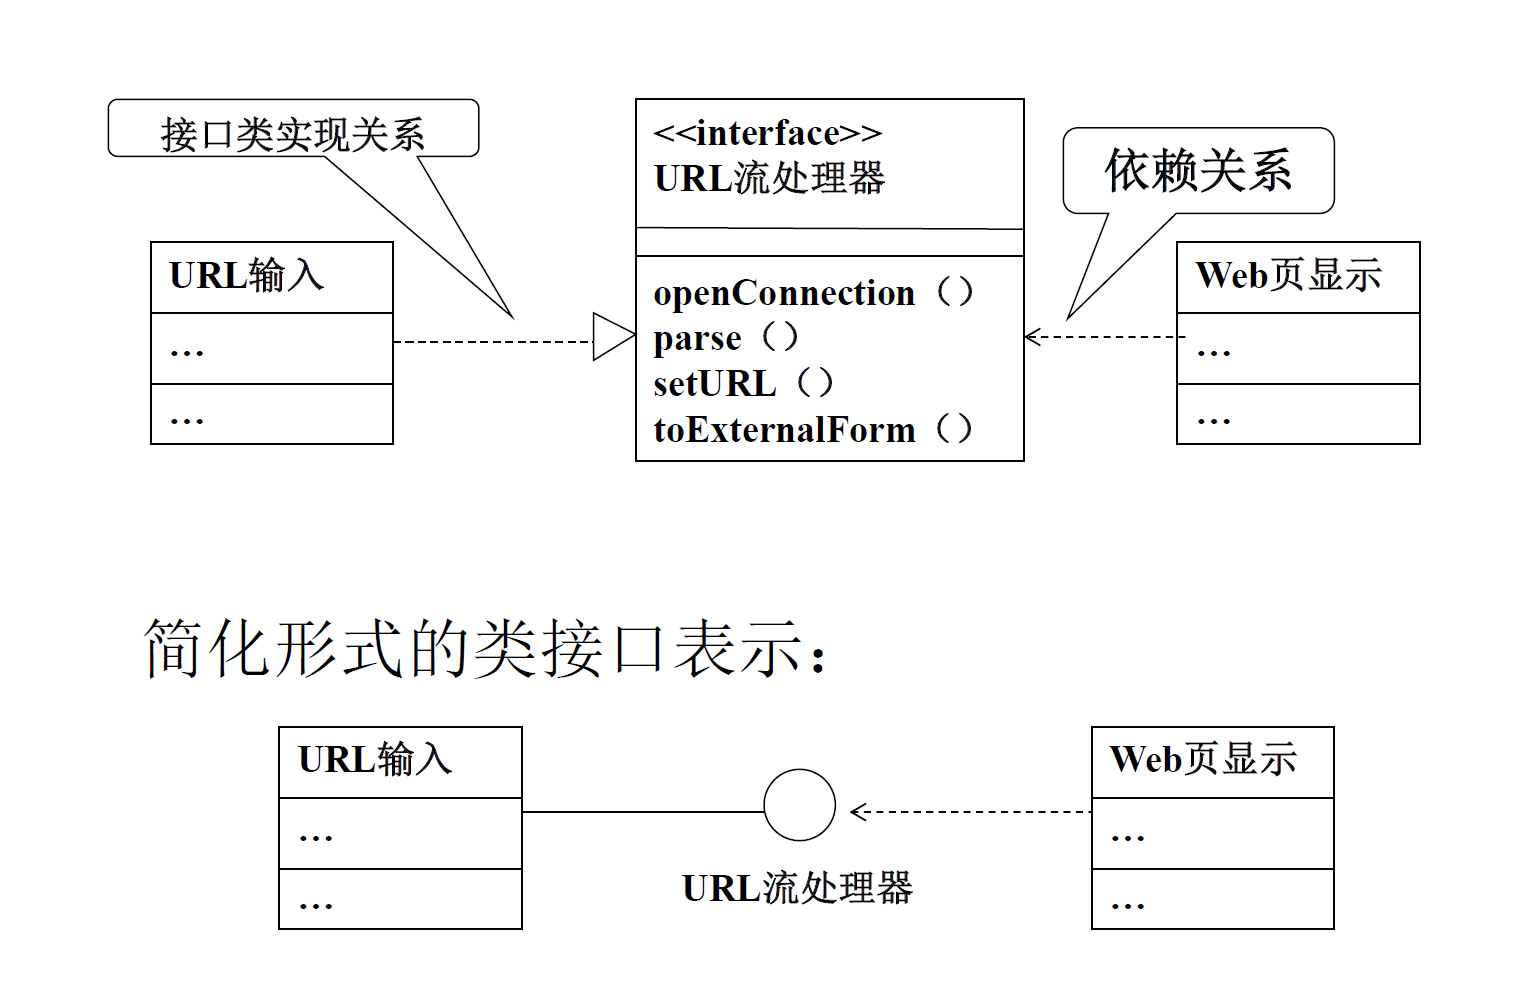 接口类实现关系
<<interface>>
URL流处理器
依赖关系
URL输入
…
…
openConnection（）
parse（）
setURL（）
toExternalForm（）
Web页显示
…
…
简化形式的类接口表示：
URL输入
…
…
URL流处理器
Web页显示
…
…